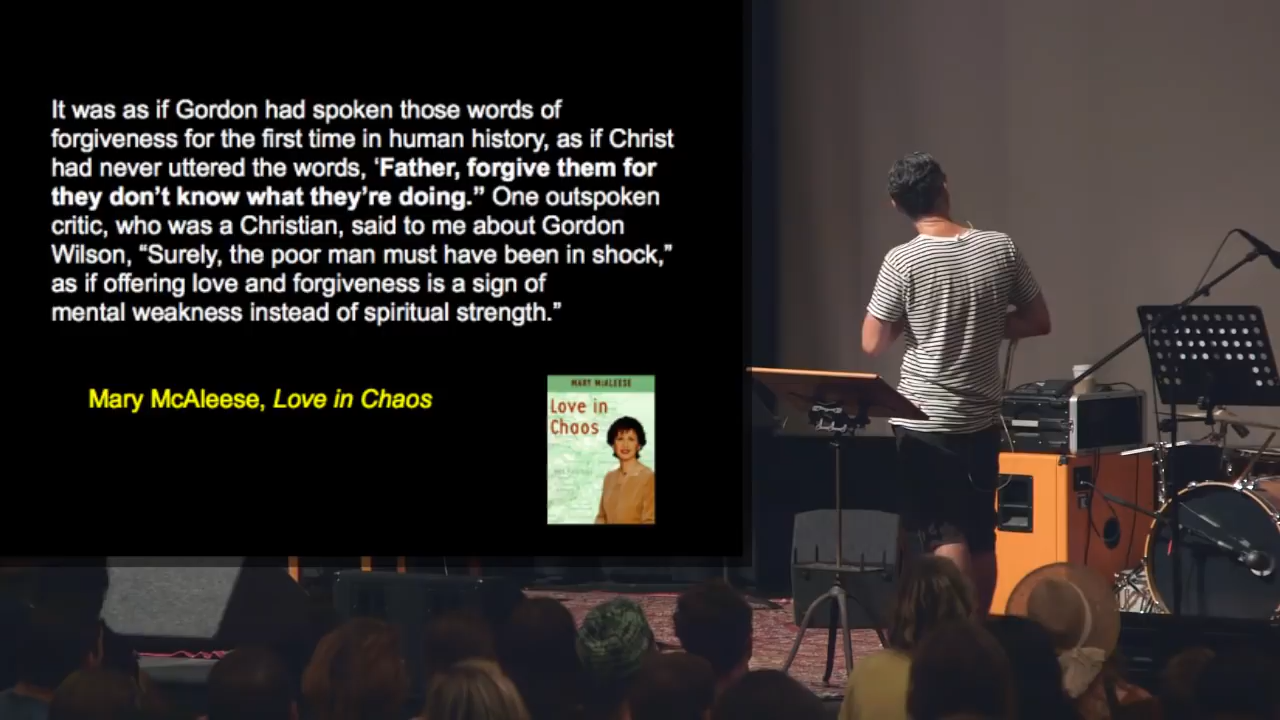 It was as if Gordon had spoken those words of
forgiveness for the first time in human history, as if Christ
had never uttered the words, ‘Father, forgive them for
they don’t know what they’re doing.” One outspoken
critic, who was a Christian, said to me about Gordon
Wilson, “Surely, the poor man must have been in shock,”
as if offering love and forgiveness is a sign of
mental weakness instead of spiritual strength.”
Mary McAleese, Love in Chaos
MARY McALEESE
Love in
Chaos